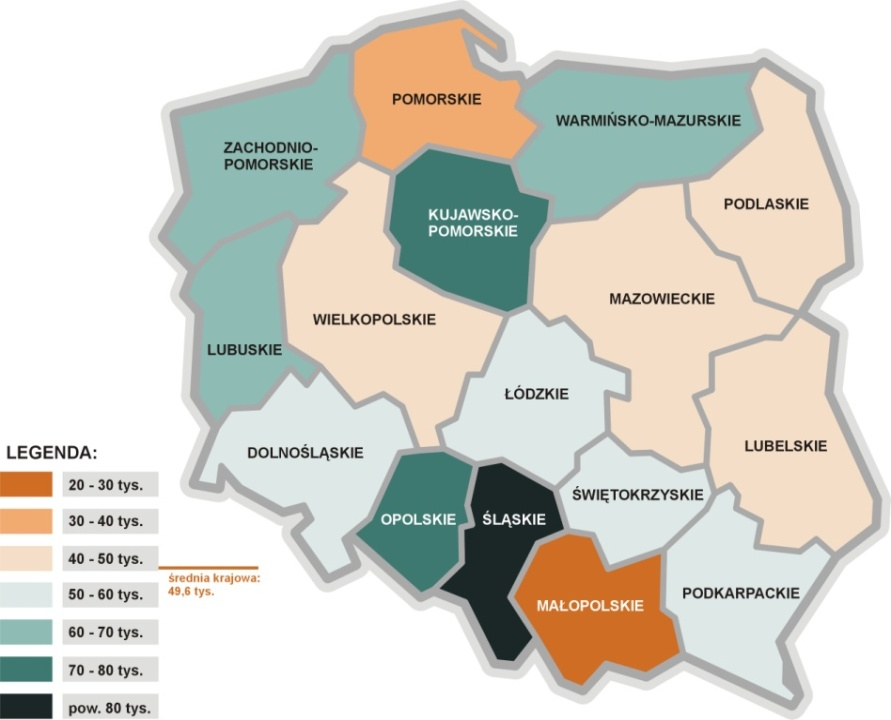 POMORSKIE
WARMIŃSKO-MAZURSKIE
ZACHODNIO-
POMORSKIE
PODLASKIE
KUJAWSKO-
POMORSKIE
MAZOWIECKIE
WIELKOPOLSKIE
LUBUSKIE
ŁÓDZKIE
LUBELSKIE
DOLNOŚLĄSKIE
ŚWIĘTOKRZYSKIE
OPOLSKIE
ŚLĄSKIE
PODKARPACKIE
MAŁOPOLSKIE
LEGENDA:
20 - 30 tys.
30 - 40 tys.
40 - 50 tys.
średnia krajowa:
49,6 tys.
50 - 60 tys.
60 - 70 tys.
70 - 80 tys.
pow. 80 tys.